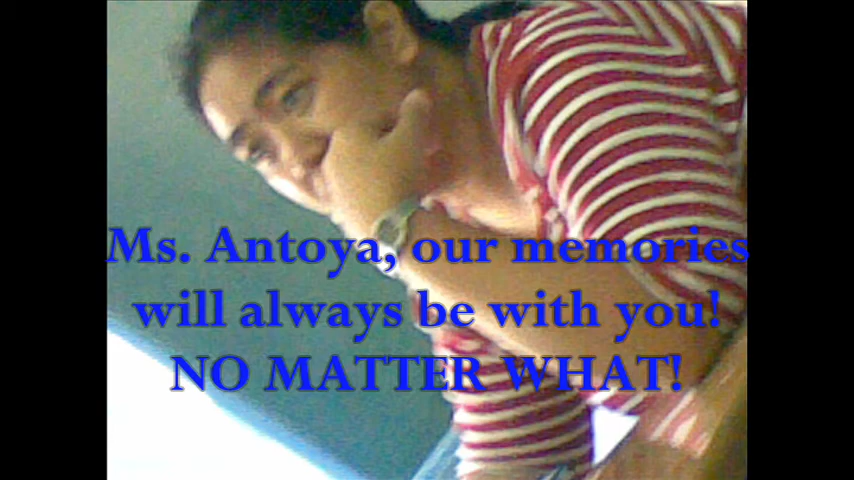 Ms. Antoya, our memories
will always be with you!
NO MATTER WHAT!